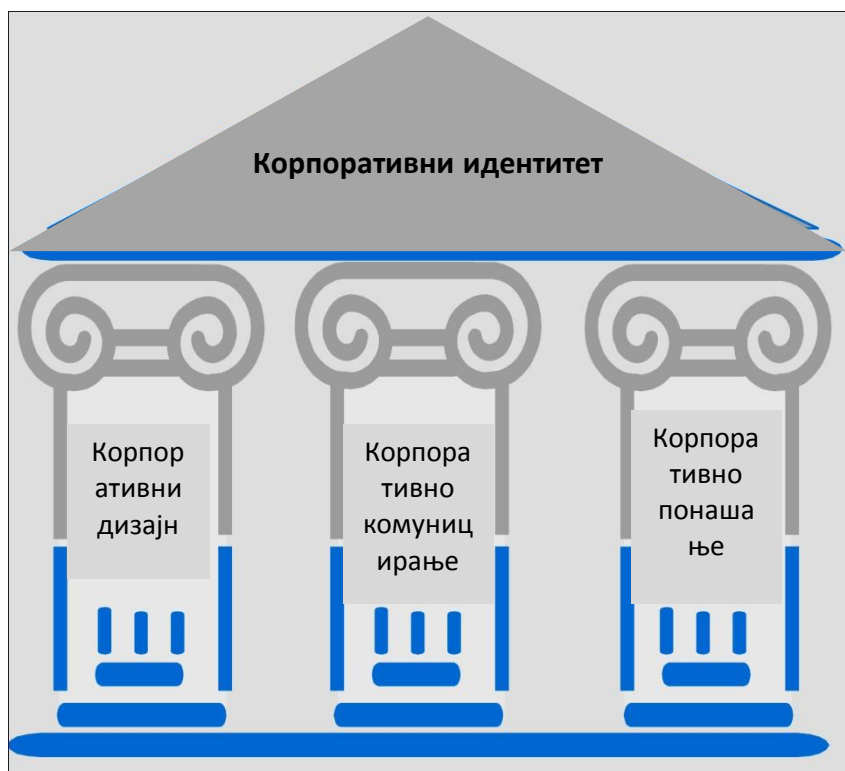 Корпоративни идентитет
Корпор
ативни
дизајн
Корпора
тивно
комуниц
ирање
Корпора
тивно
понаша
ње